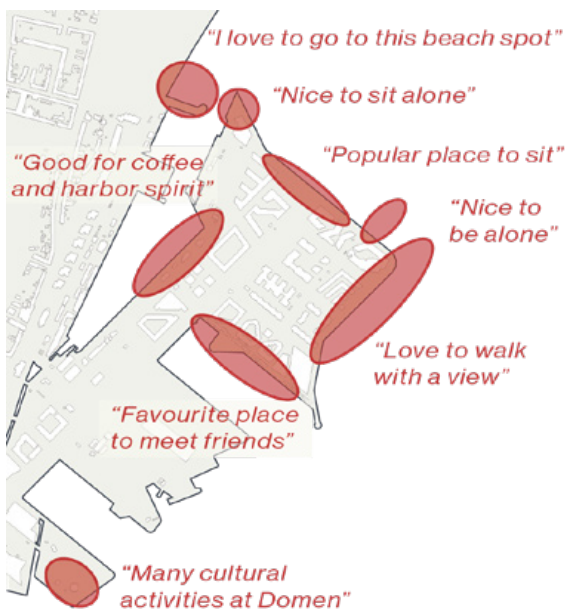 “I love to go to this beach spot”
“Nice to sit alone”
“Popular place to sit”
“Good for coffee
and harbor spirit”
“Nice to
be alone”
“Love to walk
with a view”
“Favourite place
to meet friends”
“Many cultural
activities at Domen”